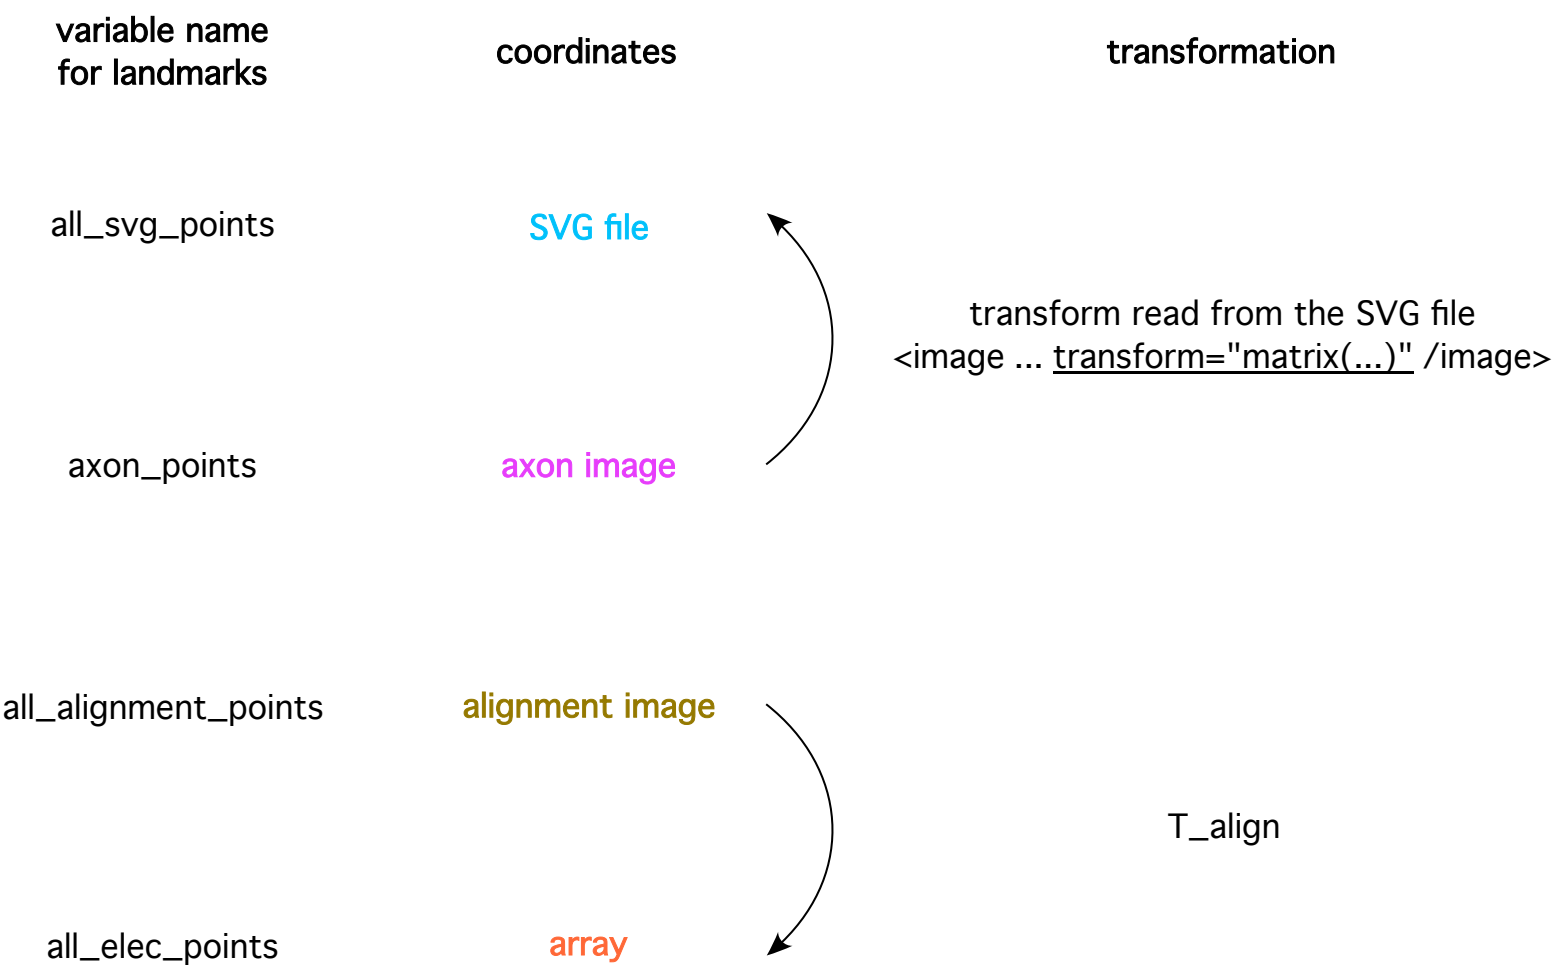 variable name
for landmarks
coordinates
transformation
all_svg_points
SVG file
transform read from the SVG file
<image ... transform="matrix(...)" /image>
axon_points
axon image
all_alignment_points
alignment image
T_align
all_elec_points
array